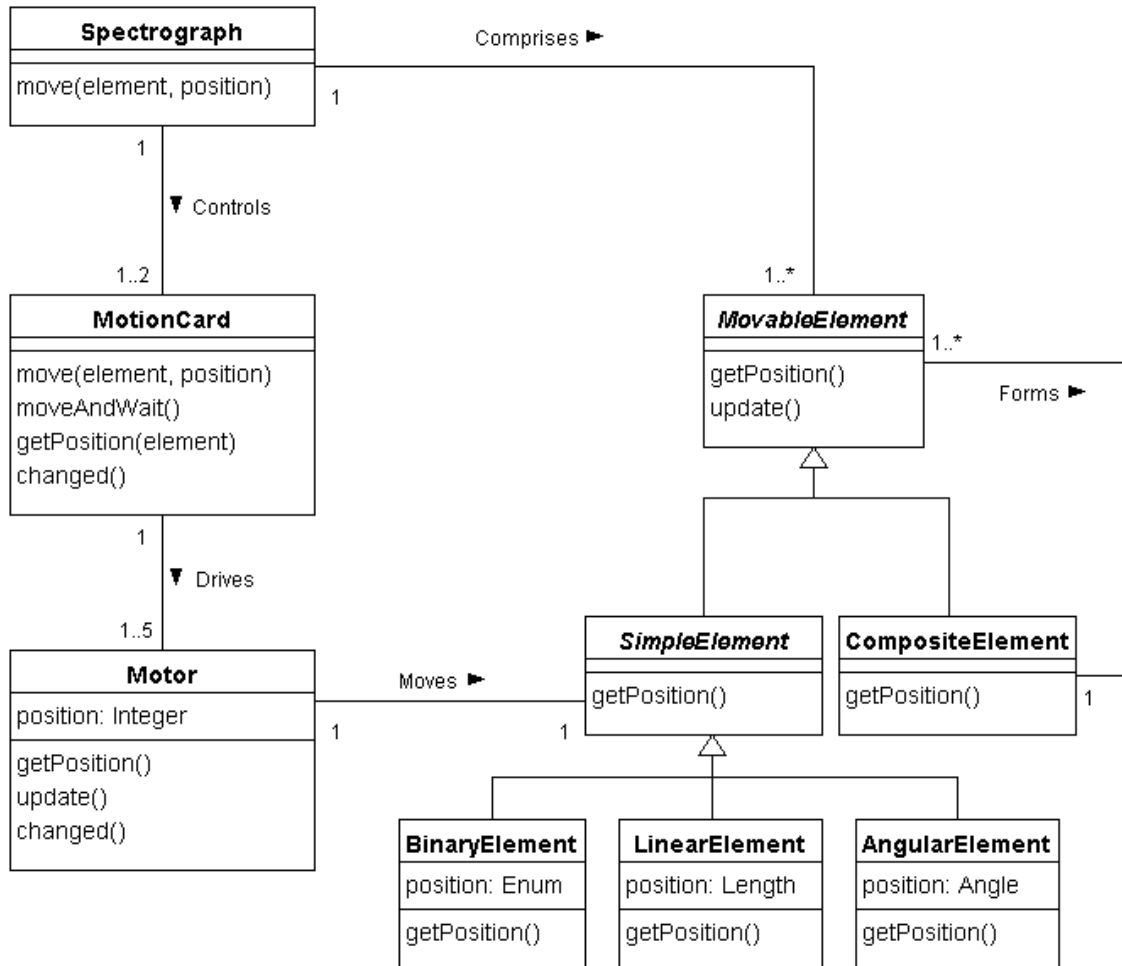 Spectrograph
move(element, position)
Comprises
1
1
Controls
1..2
1..*
MotionCard
move(element, position)
moveAndWait()
getPosition(element)
changed()
MovableElement
getPosition()
update()
1..*
Forms
1
Drives
1..5
Motor
position: Integer
getPosition()
update()
changed()
Moves
1
1
SimpleElement
getPosition()
CompositeElement
getPosition()
1
BinaryElement
position: Enum
getPosition()
LinearElement
position: Length
getPosition()
AngularElement
position: Angle
getPosition()